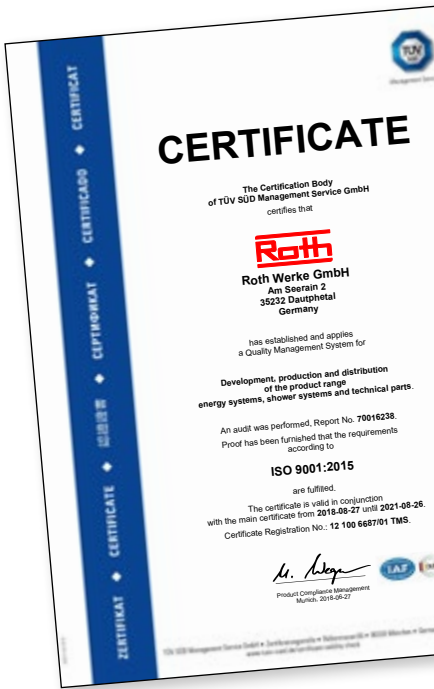 TÜV
CERTIFICATE
The Certification Body
of TÜV SÜD Management Service GmbH
certifies that
Roth
Roth Werke GmbH
Am Seerain 2
35232 Dautphetal
Germany
has established and applies
a Quality Management System for
Development, production and distribution
of the product range
energy systems, shower systems and technical parts.
An audit was performed, Report No. 70016238.
Proof has been furnished that the requirements
according to
ISO 9001:2015
are fulfilled.
The certificate is valid in conjunction
with the main certificate from 2018-08-27 until 2021-08-26.
Certificate Registration No.: 12 100 6687/01 TMS.
Product Compliance Management
Munich, 2018-06-27
IAF
ZERTIFIKAT ◆ CERTIFICATE ◆ ◆ СЕРТИФИКАТ ◆ CERTIFICADO ◆ CERTIFICAT